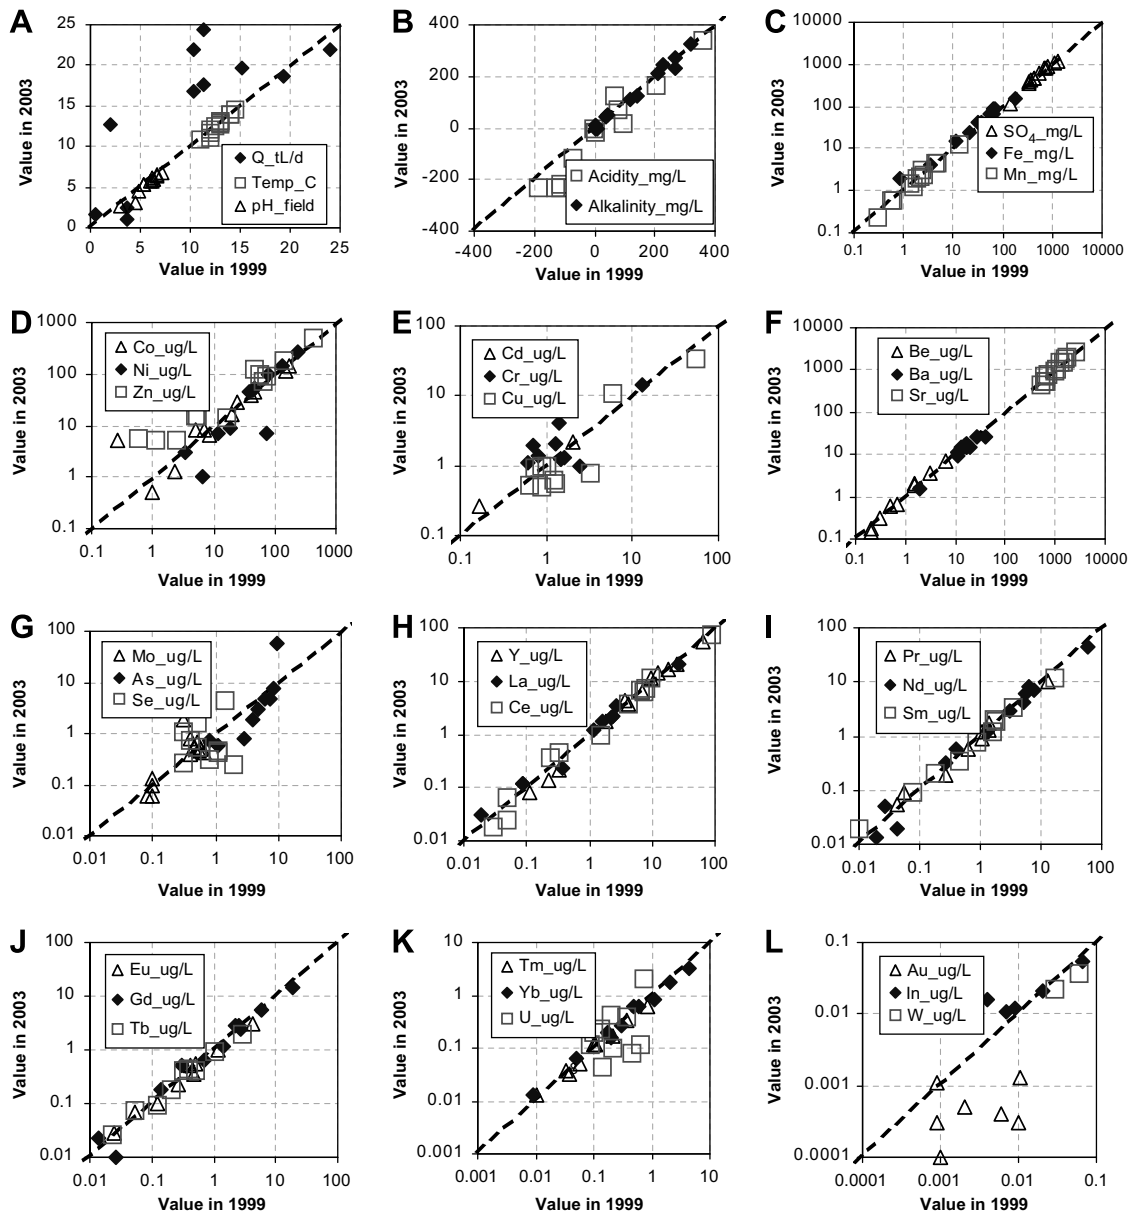 A
25
20
15
10
5
0
Value in 2003
Q_tL/d
Temp_C
pH_field
0 5 10 15 20 25
Value in 1999
B
400
200
0
-200
-400
Value in 2003
Acidity_mg/L
Alkalinity_mg/L
-400 -200 0 200 400
Value in 1999
C
10000
1000
100
10
1
0.1
Value in 2003
SO4_mg/L
Fe_mg/L
Mn_mg/L
0.1 1 10 100 1000 10000
Value in 1999
D
1000
100
10
1
0.1
Value in 2003
Co_ug/L
Ni_ug/L
Zn_ug/L
0.1 1 10 100 1000
Value in 1999
E
100
10
1
0.1
Value in 2003
Cd_ug/L
Cr_ug/L
Cu_ug/L
0.1 1 10 100
Value in 1999
F
10000
1000
100
10
1
0.1
Value in 2003
Be_ug/L
Ba_ug/L
Sr_ug/L
0.1 1 10 100 1000 10000
Value in 1999
G
100
10
1
0.1
0.01
Value in 2003
Mo_ug/L
As_ug/L
Se_ug/L
0.01 0.1 1 10 100
Value in 1999
H
100
10
1
0.1
0.01
Value in 2003
Y_ug/L
La_ug/L
Ce_ug/L
0.01 0.1 1 10 100
Value in 1999
I
100
10
1
0.1
0.01
Value in 2003
Pr_ug/L
Nd_ug/L
Sm_ug/L
0.01 0.1 1 10 100
Value in 1999
J
100
10
1
0.1
0.01
Value in 2003
Eu_ug/L
Gd_ug/L
Tb_ug/L
0.01 0.1 1 10 100
Value in 1999
K
10
1
0.1
0.01
0.001
Value in 2003
Tm_ug/L
Yb_ug/L
U_ug/L
0.001 0.01 0.1 1 10
Value in 1999
L
0.1
0.01
0.001
0.0001
Value in 2003
Au_ug/L
In_ug/L
W_ug/L
0.0001 0.001 0.01 0.1
Value in 1999